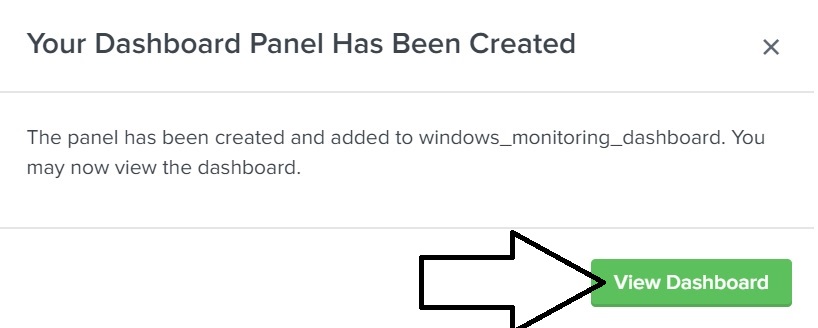 Your Dashboard Panel Has Been Created
The panel has been created and added to windows_monitoring_dashboard. You
may now view the dashboard.
View Dashboard